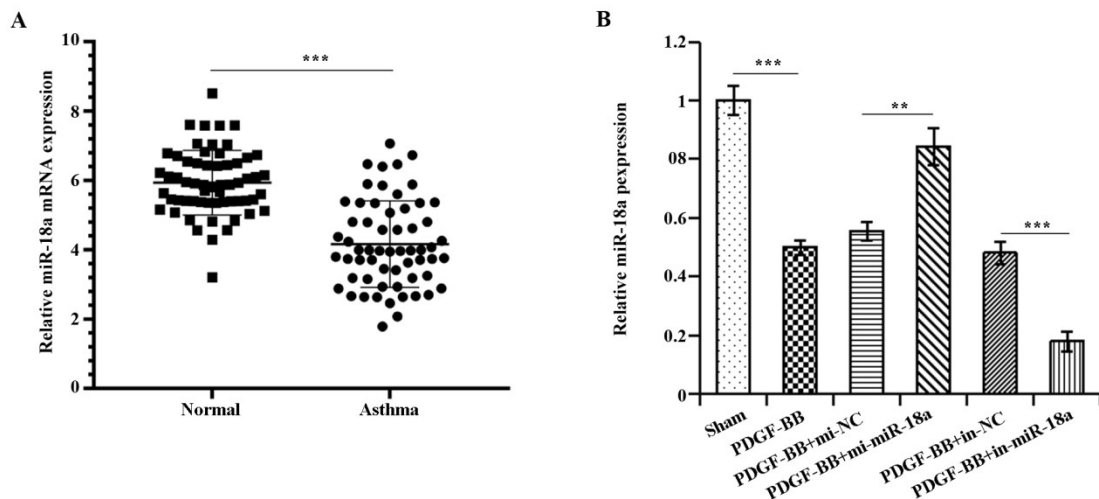 A
Relative miR-18a mRNA expression
10
8
6
4
2
0
***
Normal
Asthma
B
Relative miR-18a pexpression
1.2
1
08
0.6
0.4
0.2
0
***
**
***
Sham
PDGF-BB
PDGF-BB+mi-NC
PDGF-BB+mi-miR-18a
PDGF-BB+in-NC
PDGF-BB+in-miR-18a